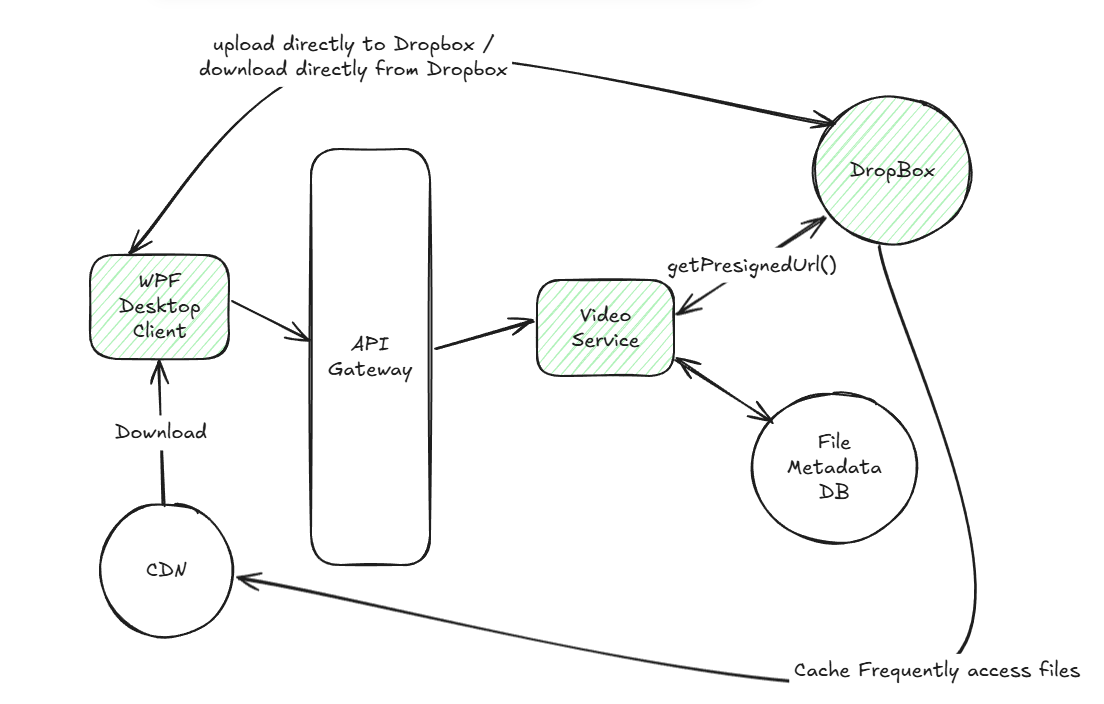 upload directly to Dropbox /
download directly from Dropbox
DropBox
WPF
Desktop
Client
API
Gateway
getPresignedUrl()
Video
Service
Download
File
Metadata
DB
CDN
Cache Frequently access files